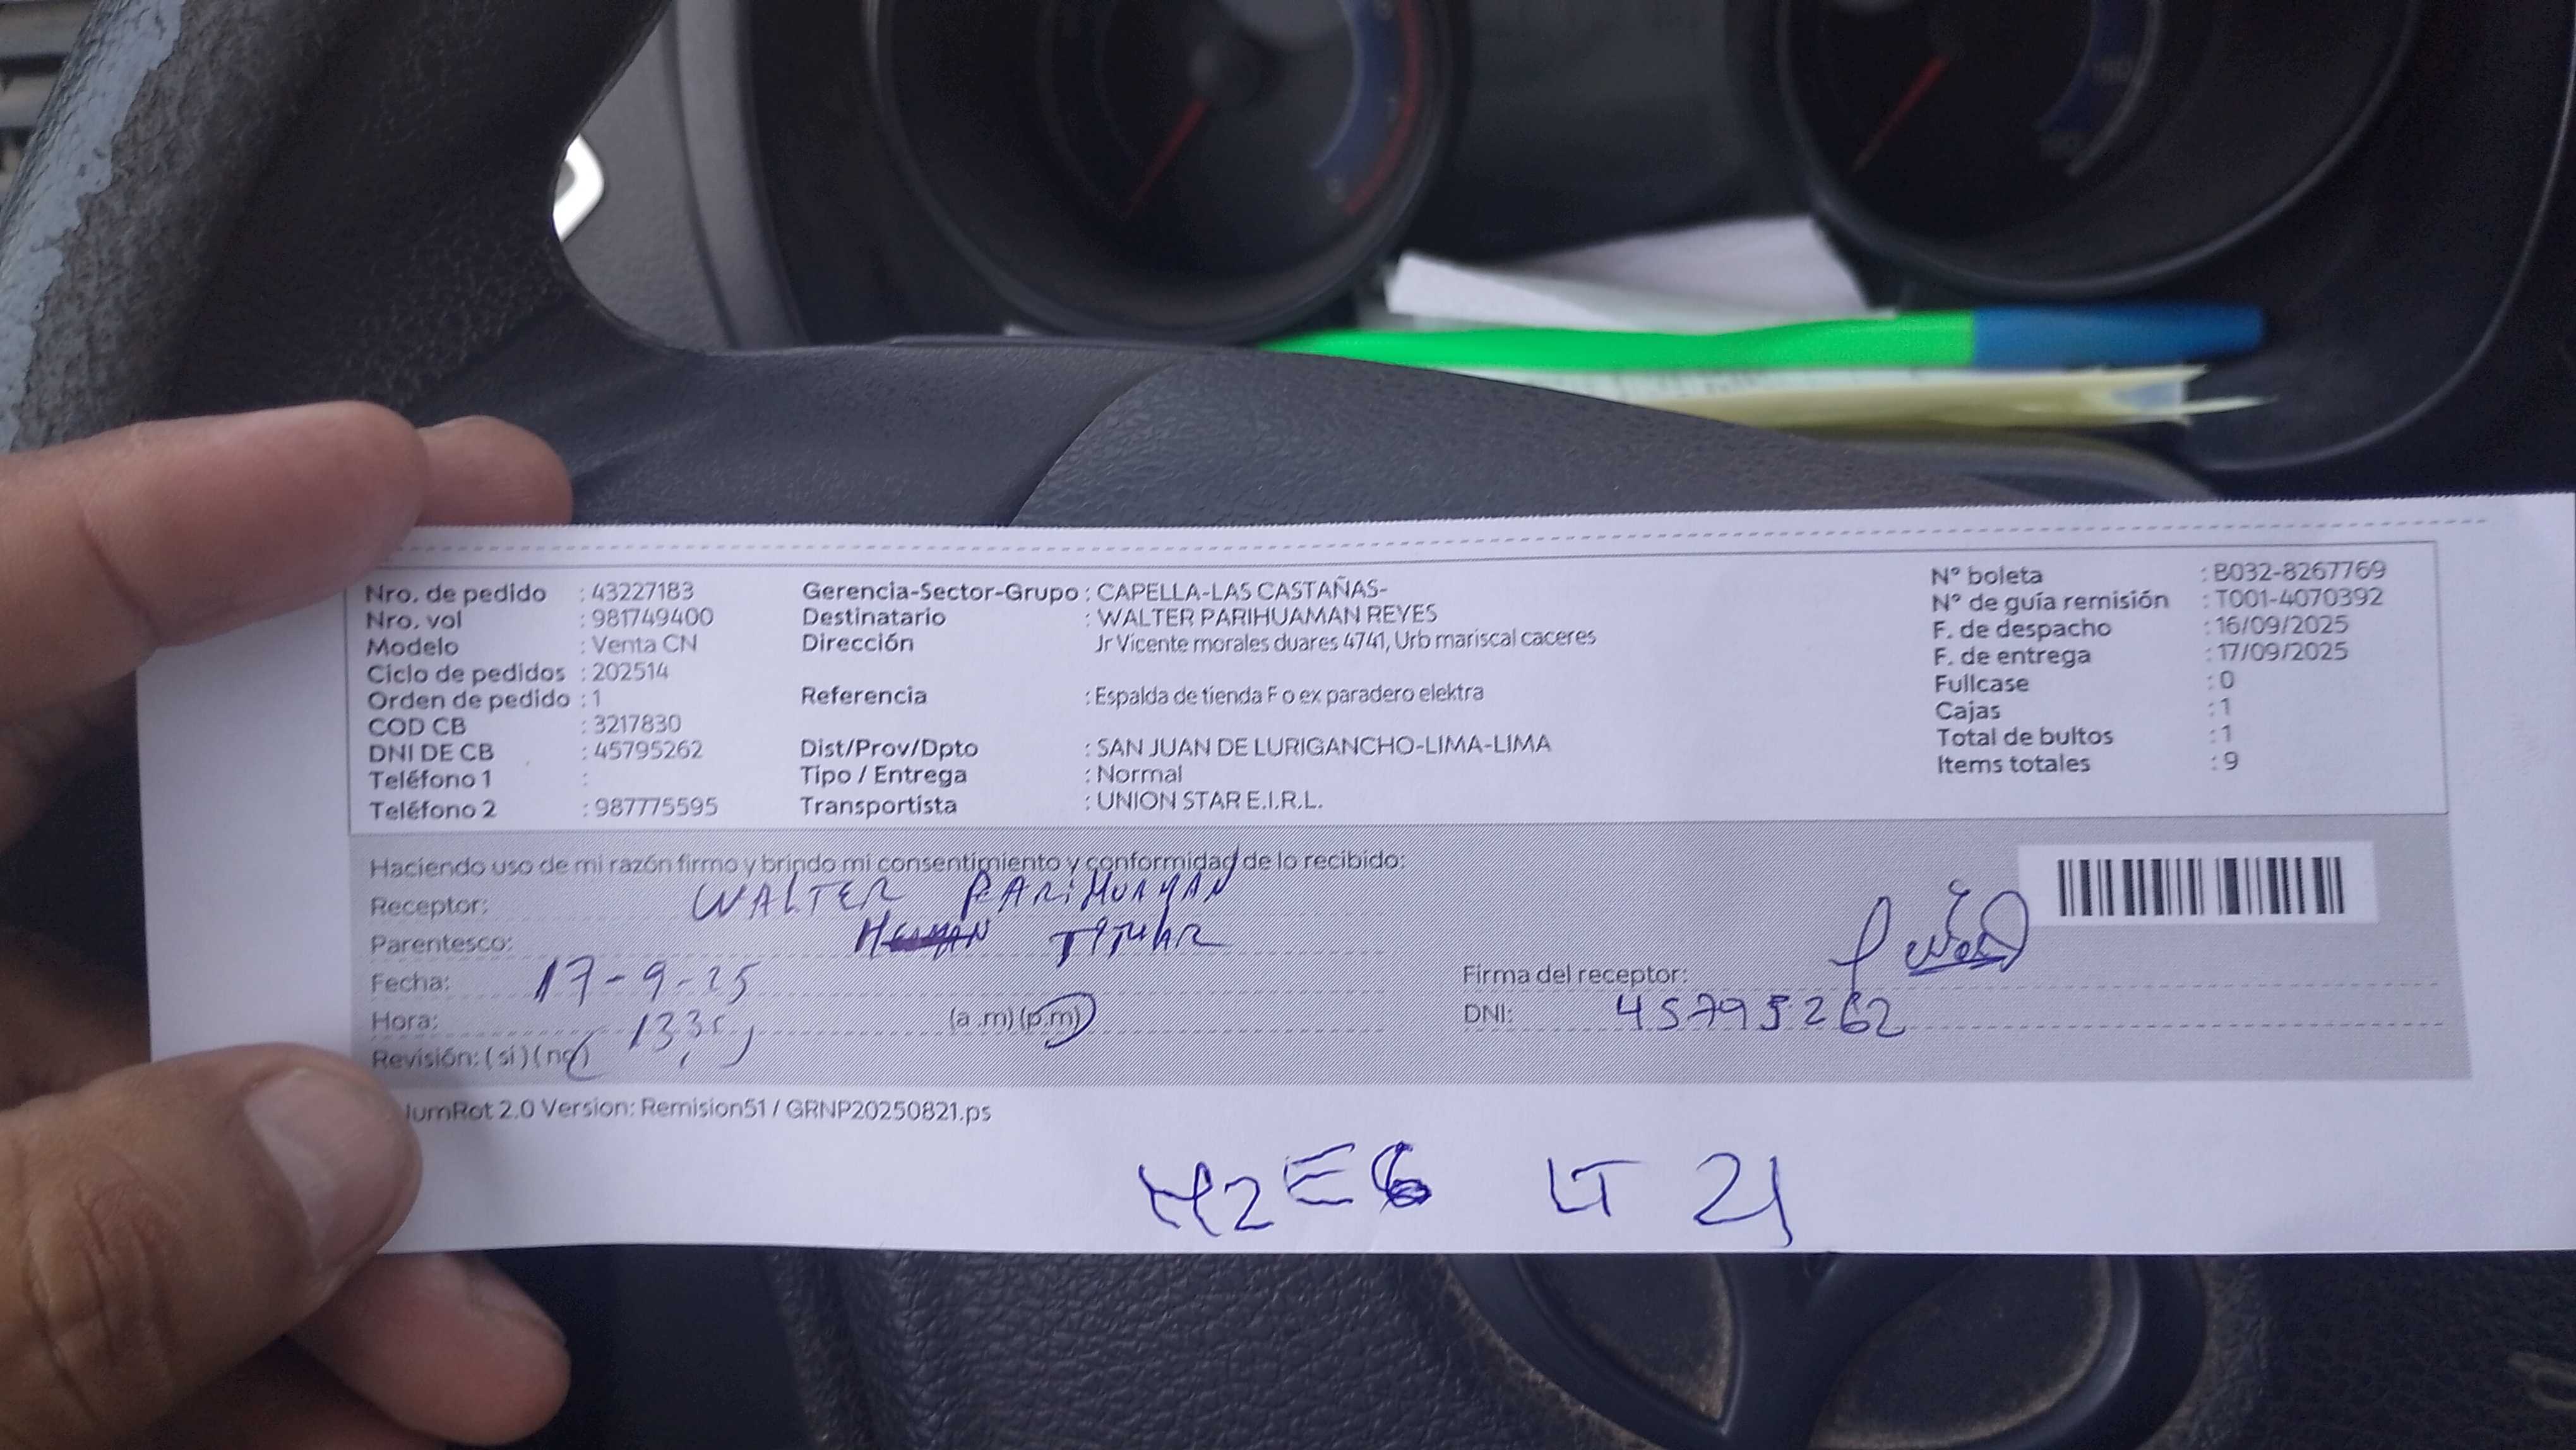 Nro. de pedido : 43227183 Gerencia-Sector-Grupo : CAPELLA-LAS CASTAÑAS- N° boleta : B032-8267769
Nro. vol : 981749400 Destinatario : WALTER PARIHUAMAN REYES N° de guía remisión : T001-4070392
Modelo : Venta CN Dirección Jr Vicente morales duares 4741, Urb mariscal caceres F. de despacho : 16/09/2025
Ciclo de pedidos : 202514 F. de entrega : 17/09/2025
Orden de pedido : 1 Referencia : Espalda de tienda F o ex paradero elektra Fullcase : 0
COD CB : 3217830 Cajas : 1
DNI DE CB : 45795262 Dist/Prov/Dpto : SAN JUAN DE LURIGANCHO-LIMA-LIMA Total de bultos : 1
Teléfono 1 : Tipo / Entrega : Normal Items totales : 9
Teléfono 2 : 987775595 Transportista : UNION STAR E.I.R.L.
Haciendo uso de mi razón firmo y brindo mi consentimiento y conformidad de lo recibido:
Receptor: WALTER PARIHUAMAN
Parentesco: TITULAR
Fecha: 17-9-25 Firma del receptor:
Hora: (a .m) (p.m) DNI: 45795262
Revisión: ( si ) ( no )
lumRot 2.0 Version: Remision51 / GRNP20250821.ps
MZ E6 LT 21